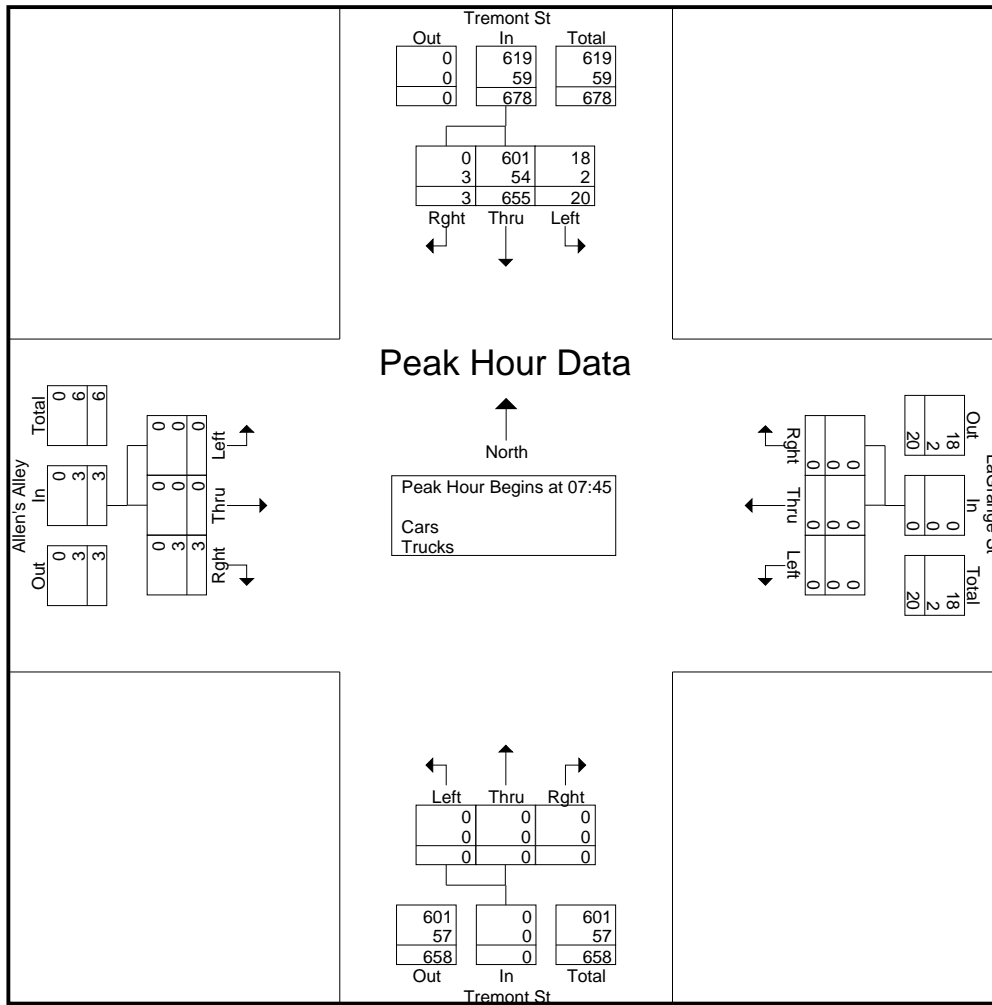 Tremont St
Out In Total
0 619 619
0 59 59
0 678 678
0 601 18
3 54 2
3 655 20
Rght Thru Left
Peak Hour Data
North
Peak Hour Begins at 07:45
Cars
Trucks
Allen's Alley
Out In Total
0 0 0
3 3 6
3 3 6
Rght Thru Left
0 0 0
3 0 0
3 0 0
LaGrange St
Out In Total
18 0 18
2 0 2
20 0 20
Rght Thru Left
0 0 0
0 0 0
0 0 0
Left Thru Rght
0 0 0
0 0 0
0 0 0
601 0 601
57 0 57
658 0 658
Out In Total
Tremont St